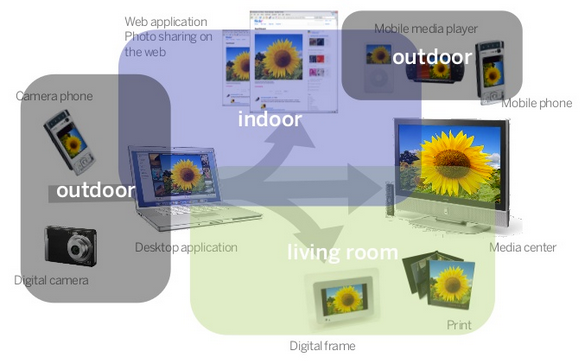 Web application
Photo sharing on
the web
Mobile media player
outdoor
Camera phone
Mobile phone
indoor
outdoor
Desktop application
living room
Media center
Digital camera
Print
Digital frame